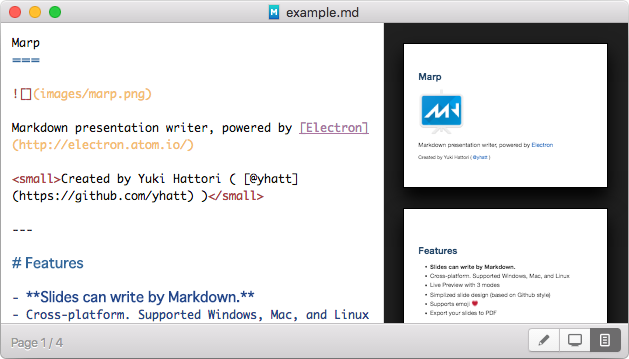 example.md
Marp
===
![](images/marp.png)
Markdown presentation writer, powered by [Electron]
(http://electron.atom.io/)
<small>Created by Yuki Hattori ( [@yhatt]
(https://github.com/yhatt) )</small>
---
# Features
- **Slides can write by Markdown.**
- Cross-platform. Supported Windows, Mac, and Linux
Marp
Markdown presentation writer, powered by Electron
Created by Yuki Hattori ( @yhatt )
Features
• Slides can write by Markdown.
• Cross-platform. Supported Windows, Mac, and Linux
• Live Preview with 3 modes
• Simplized slide design (based on Github style)
• Supports emoji ❤️
• Export your slides to PDF
Page 1 / 4